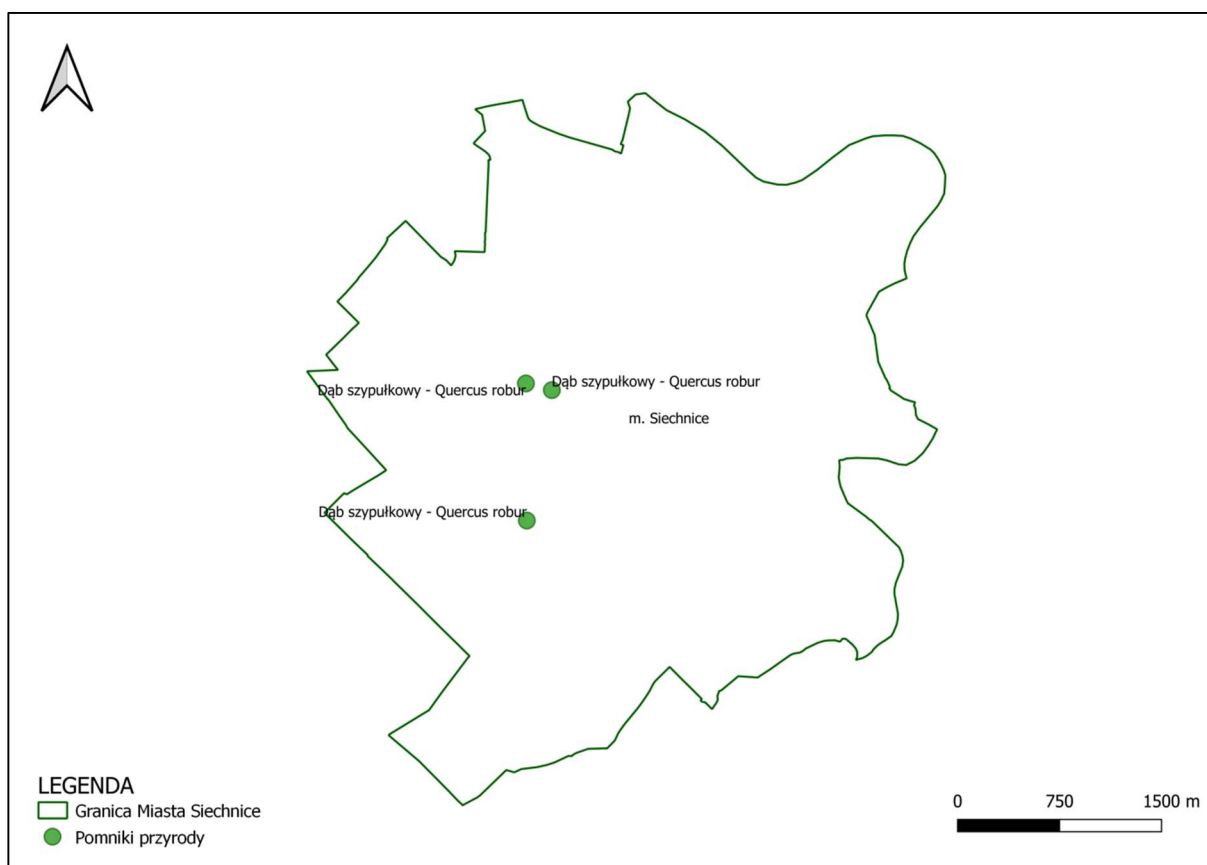 Dąb szypułkowy - Quercus robur
Dąb szypułkowy - Quercus robur
m. Siechnice
Dąb szypułkowy - Quercus robur
LEGENDA
Granica Miasta Siechnice
Pomniki przyrody
0 750 1500 m